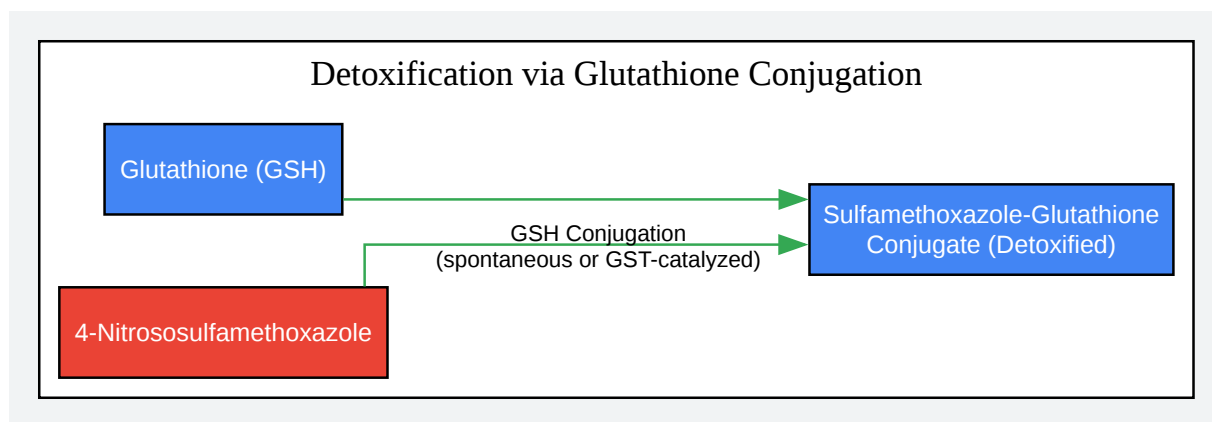 Detoxification via Glutathione Conjugation
Glutathione (GSH)
GSH Conjugation
(spontaneous or GST-catalyzed)
Sulfamethoxazole-Glutathione
Conjugate (Detoxified)
4-Nitrososulfamethoxazole